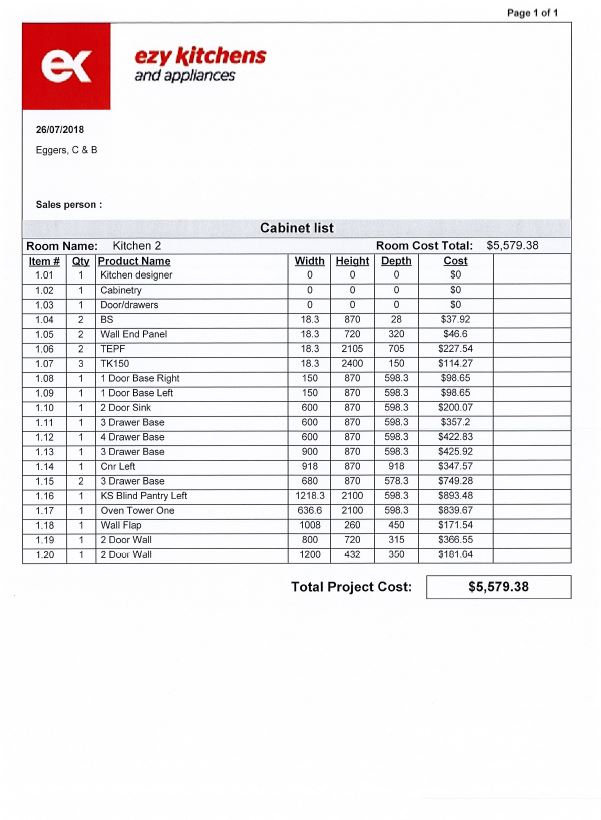 Page 1 of 1
ek
ezy kitchens
and appliances
26/07/2018
Eggers, C & B
Sales person :
Cabinet list
Room Name: Kitchen 2 Room Cost Total: $5,579.38
Item # Qty Product Name Width Height Depth Cost
1.01 1 Kitchen designer 0 0 0 $0
1.02 1 Cabinetry 0 0 0 $0
1.03 1 Door/drawers 0 0 0 $0
1.04 2 BS 18.3 870 28 $37.92
1.05 2 Wall End Panel 18.3 720 320 $46.6
1.06 2 TEPF 18.3 2105 705 $227.54
1.07 3 TK150 18.3 2400 150 $114.27
1.08 1 1 Door Base Right 150 870 598.3 $98.65
1.09 1 1 Door Base Left 150 870 598.3 $98.65
1.10 1 2 Door Sink 600 870 598.3 $200.07
1.11 1 3 Drawer Base 600 870 598.3 $357.2
1.12 1 4 Drawer Base 600 870 598.3 $422.83
1.13 1 3 Drawer Base 900 870 598.3 $425.92
1.14 1 Cnr Left 918 870 918 $347.57
1.15 2 3 Drawer Base 680 870 578.3 $749.28
1.16 1 KS Blind Pantry Left 1218.3 2100 598.3 $893.48
1.17 1 Oven Tower One 636.6 2100 598.3 $839.67
1.18 1 Wall Flap 1008 260 450 $171.54
1.19 1 2 Door Wall 800 720 315 $366.55
1.20 1 2 Door Wall 1200 432 350 $181.64
Total Project Cost: $5,579.38